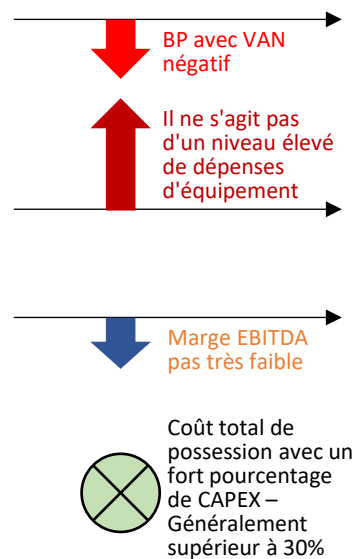 BP avec VAN
négatif
Il ne s'agit pas
d'un niveau élevé
de dépenses
d'équipement
Marge EBITDA
pas très faible
Coût total de
possession avec un
fort pourcentage
de CAPEX –
Généralement
supérieur à 30%